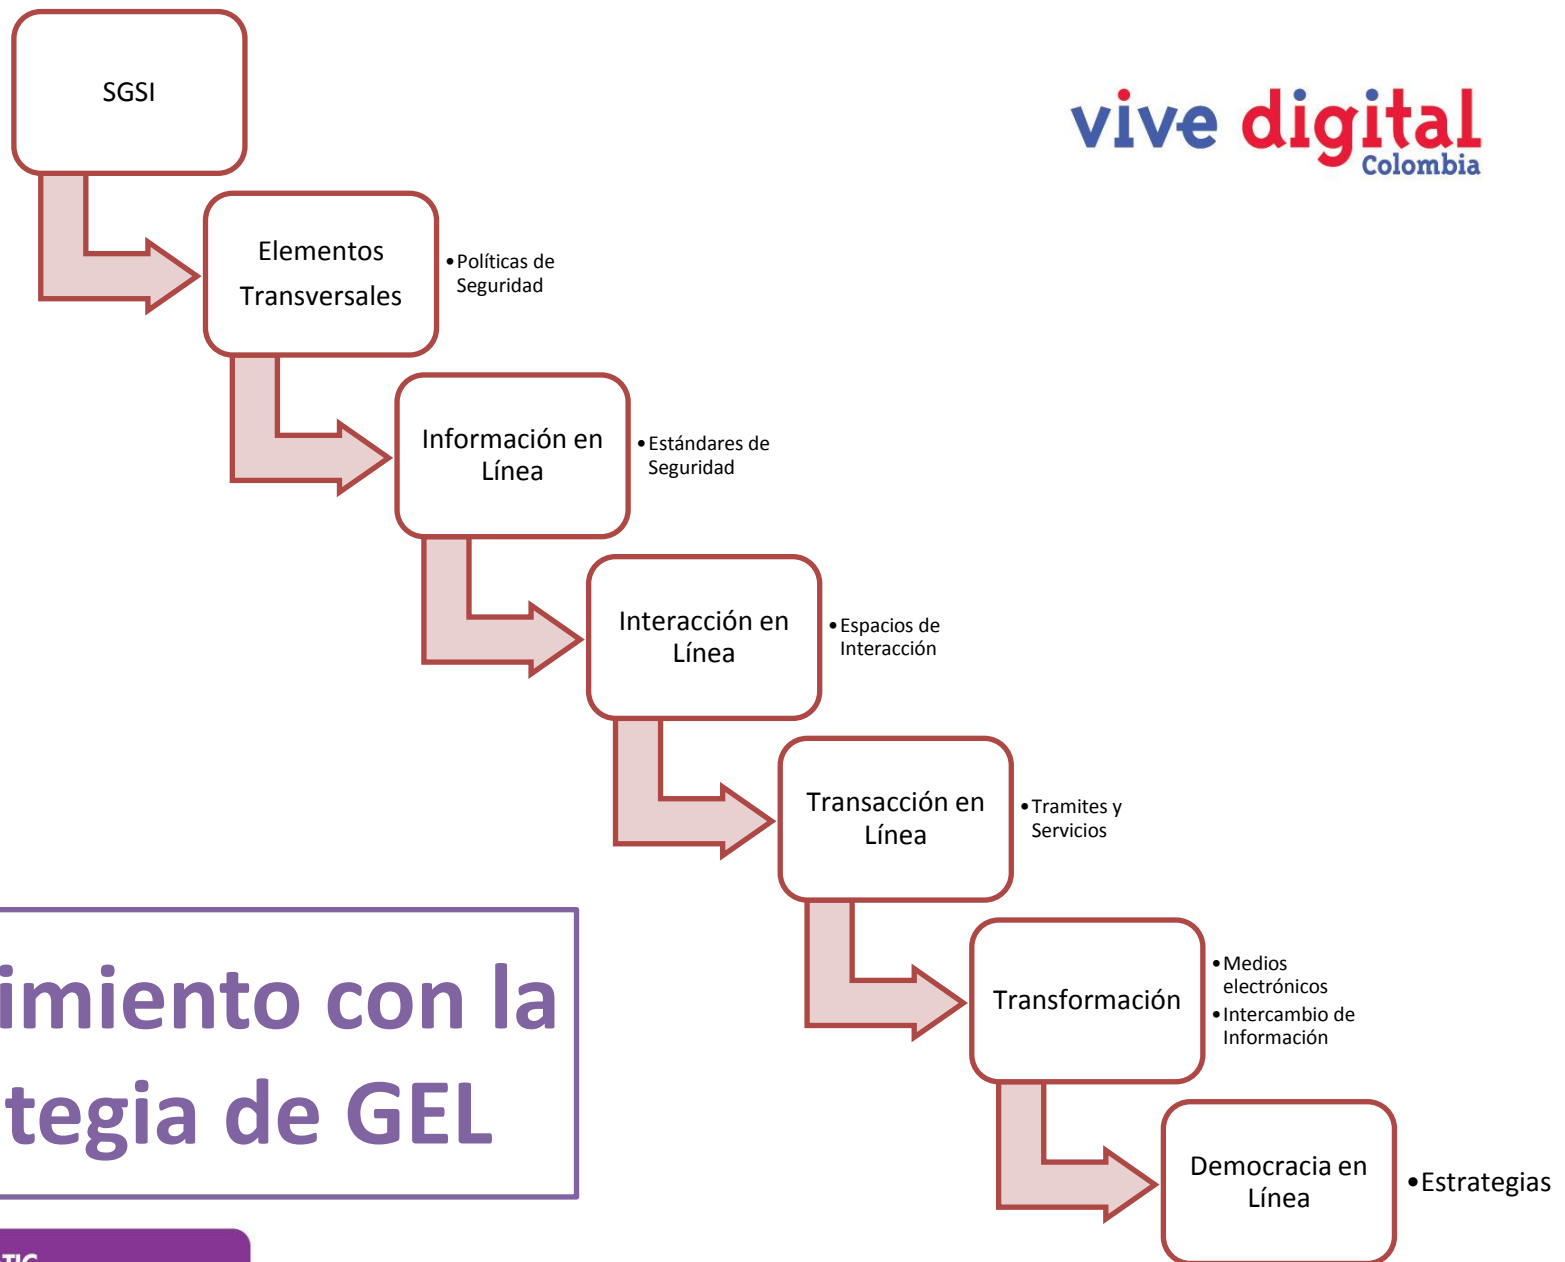 SGSI
vive digital
Colombia
Elementos
Transversales
•Políticas de
Seguridad
Información en
Línea
•Estándares de
Seguridad
Interacción en
Línea
•Espacios de
Interacción
Transacción en
Línea
•Tramites y
Servicios
imiento con la
tegia de GEL
Transformación
•Medios
electrónicos
•Intercambio de
Información
Democracia en
Línea
•Estrategias
TIC